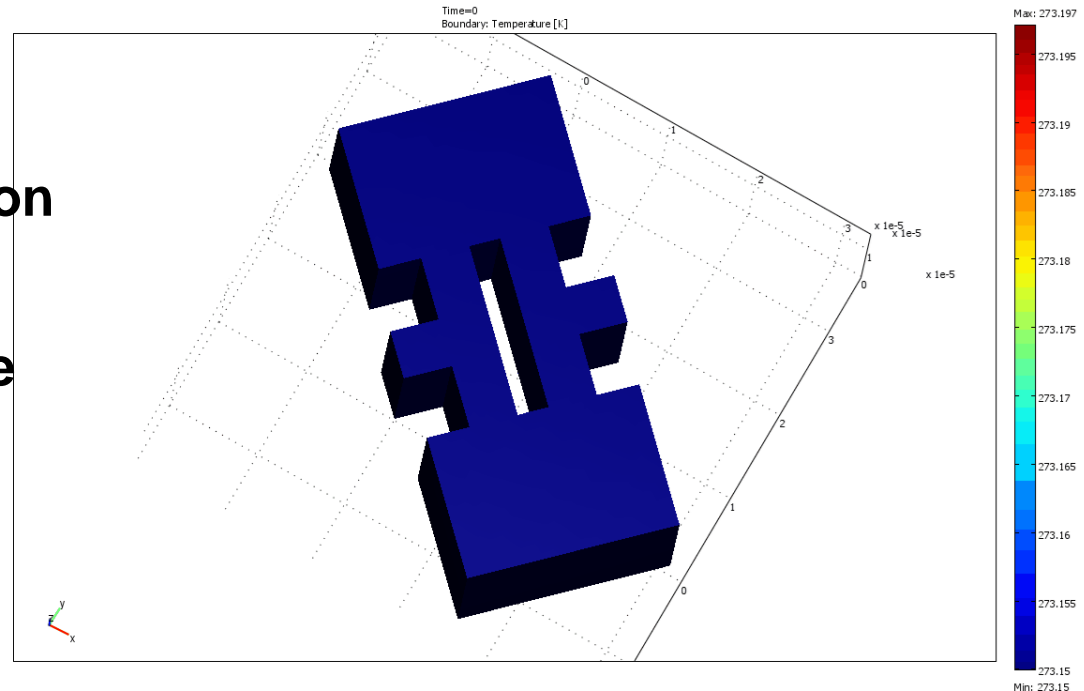 Time=0
Boundary: Temperature [K]
Max: 273.197
on
e
0
1
2
3
x 1e-5
x 1e-5
1
0
x 1e-5
3
2
1
0
y
z
x
273.195
273.19
273.185
273.18
273.175
273.17
273.165
273.16
273.155
273.15
Min: 273.15